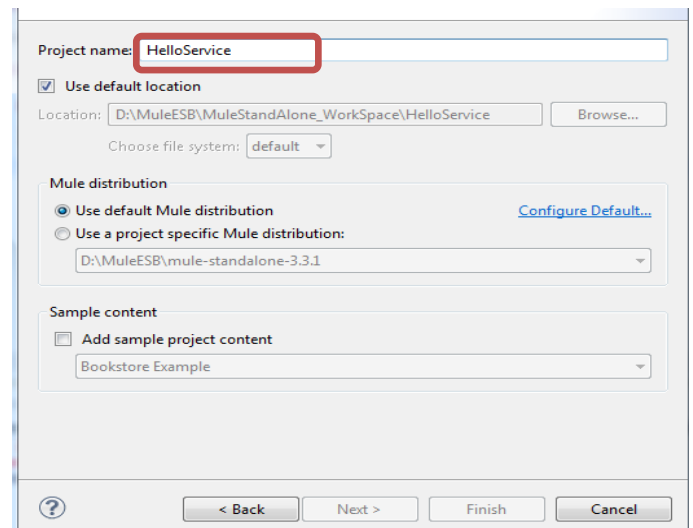 Project name: HelloService
Use default location
Location: D:\MuleESB\MuleStandAlone_WorkSpace\HelloService Browse...
Choose file system: default
Mule distribution
Use default Mule distribution Configure Default...
Use a project specific Mule distribution:
D:\MuleESB\mule-standalone-3.3.1
Sample content
Add sample project content
Bookstore Example
? < Back Next > Finish Cancel